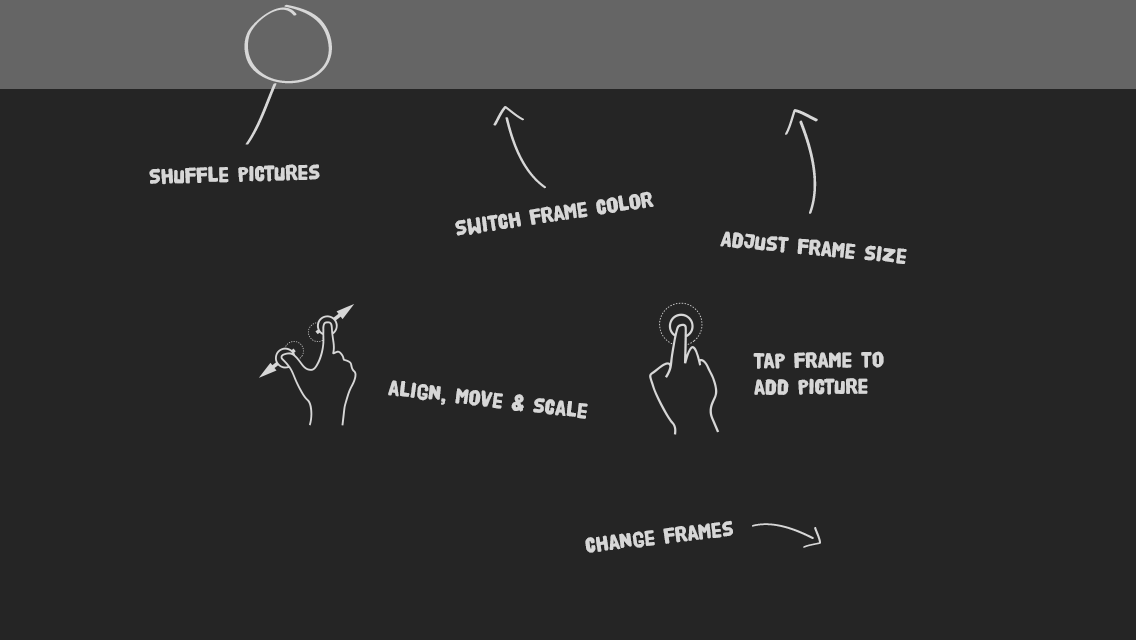 SHUFFLE PICTURES
SWITCH FRAME COLOR
ADJUST FRAME SIZE
ALIGN, MOVE & SCALE
TAP FRAME TO
ADD PICTURE
CHANGE FRAMES